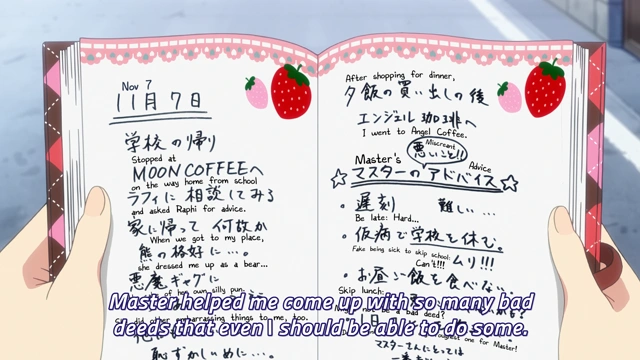 Nov 7
11月7日
学校の帰り
Stopped at
MOON COFFEEへ
on the way home from school
ラフィに相談してみる
and asked Raphi for advice.
家に帰って 何故か
When we got to my place,
熊の格好に…。
she dressed me up as a bear...
悪魔ギャグに
of her own silly pun.
did other embarrassing things to me, too.
恥ずかしいめに…。
After shopping for dinner,
夕飯の買い出しの後
エンジェル珈琲へ
I went to Angel Coffee.
Miscreant
悪いこと!!
Master's
Advice
☆マスターのアドバイス☆
・遅刻 難しい…
Be late: Hard...
・仮病で学校を休む。
Fake being sick to skip school:
Can't!!! ムリ!!!
・お昼ご飯を食べない
Skip lunch:
bad deed?
1日
gest one for Master!
マスターさんにとっては
Master helped me come up with so many bad
deeds that even I should be able to do some.